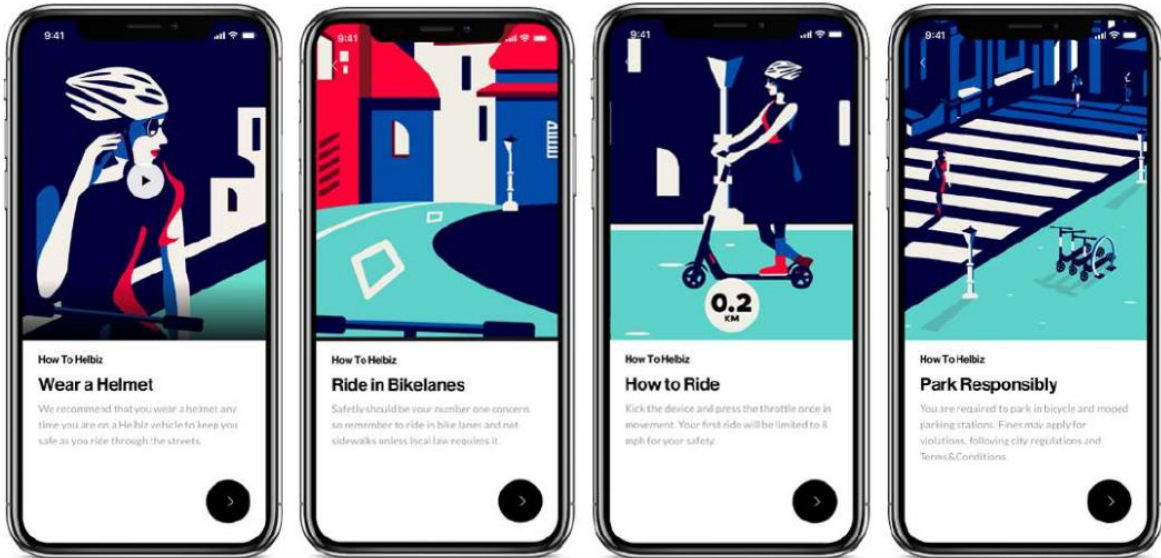 9:41
How To Helbiz
Wear a Helmet
We recommend that you wear a helmet any
time you are on a Helbiz vehicle to keep you
safe as you ride through the streets.
9:41
How To Helbiz
Ride in Bikelanes
Safetly should be your number one concern
so remember to ride in bike lanes and not
sidewalks unless local law requires it.
9:41
0.2
KM
How To Helbiz
How to Ride
Kick the device and press the throttle once in
movement. Your first ride will be limited to 8
mph for your safety.
9:41
How To Helbiz
Park Responsibly
You are required to park in bicycle and moped
parking stations. Fines may apply for
violations, following city regulations and
Terms&Conditions.